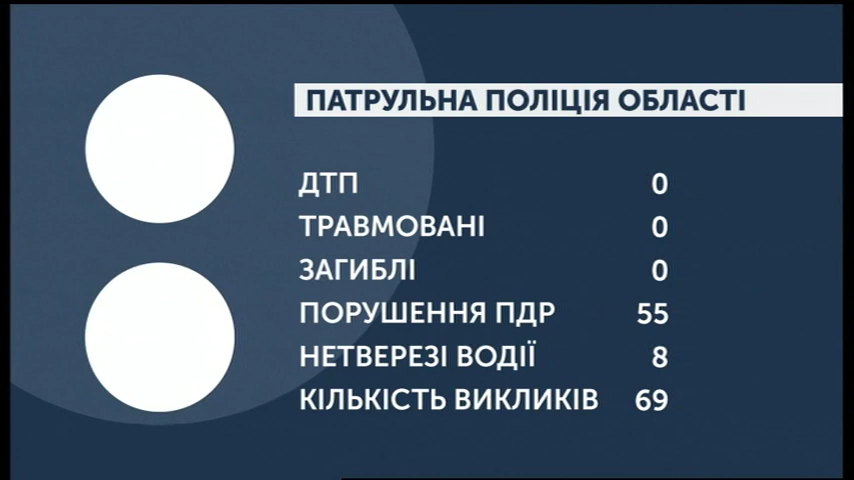 ПАТРУЛЬНА ПОЛІЦІЯ ОБЛАСТІ
ДТП 0
ТРАВМОВАНІ 0
ЗАГИБЛІ 0
ПОРУШЕННЯ ПДР 55
НЕТВЕРЕЗІ ВОДІЇ 8
КІЛЬКІСТЬ ВИКЛИКІВ 69